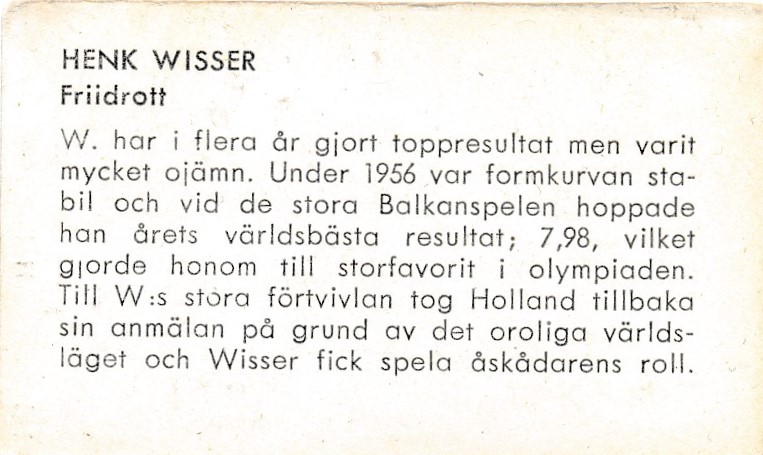 HENK WISSER
Friidrott
W. har i flera år gjort toppresultat men varit
mycket ojämn. Under 1956 var formkurvan sta-
bil och vid de stora Balkanspelen hoppade
han årets världsbästa resultat; 7,98, vilket
gjorde honom till storfavorit i olympiaden.
Till W:s stora förtvivlan tog Holland tillbaka
sin anmälan på grund av det oroliga världs-
läget och Wisser fick spela åskådarens roll.